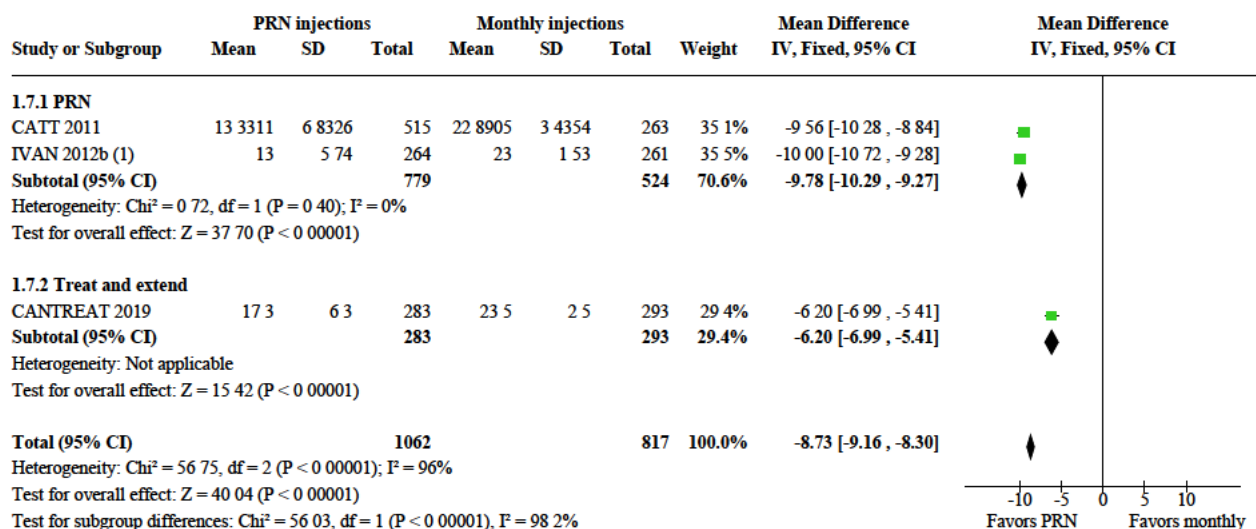 PRN injections Monthly injections Mean Difference Mean Difference
Study or Subgroup Mean SD Total Mean SD Total Weight IV, Fixed, 95% CI IV, Fixed, 95% CI
1.7.1 PRN
CATT 2011 13 3311 6 8326 515 22 8905 3 4354 263 35 1% -9 56 [-10 28 , -8 84]
IVAN 2012b (1) 13 5 74 264 23 1 53 261 35 5% -10 00 [-10 72 , -9 28]
Subtotal (95% CI) 779 524 70.6% -9.78 [-10.29 , -9.27]
Heterogeneity: Chi² = 0 72, df = 1 (P = 0 40); I² = 0%
Test for overall effect: Z = 37 70 (P < 0 00001)
1.7.2 Treat and extend
CANTREAT 2019 17 3 6 3 283 23 5 2 5 293 29 4% -6 20 [-6 99 , -5 41]
Subtotal (95% CI) 283 293 29.4% -6.20 [-6.99 , -5.41]
Heterogeneity: Not applicable
Test for overall effect: Z = 15 42 (P < 0 00001)
Total (95% CI) 1062 817 100.0% -8.73 [-9.16 , -8.30]
Heterogeneity: Chi² = 56 75, df = 2 (P < 0 00001); I² = 96%
Test for overall effect: Z = 40 04 (P < 0 00001)
-10 -5 0 5 10
Test for subgroup differences: Chi² = 56 03, df = 1 (P < 0 00001), I² = 98 2%
Favors PRN Favors monthly